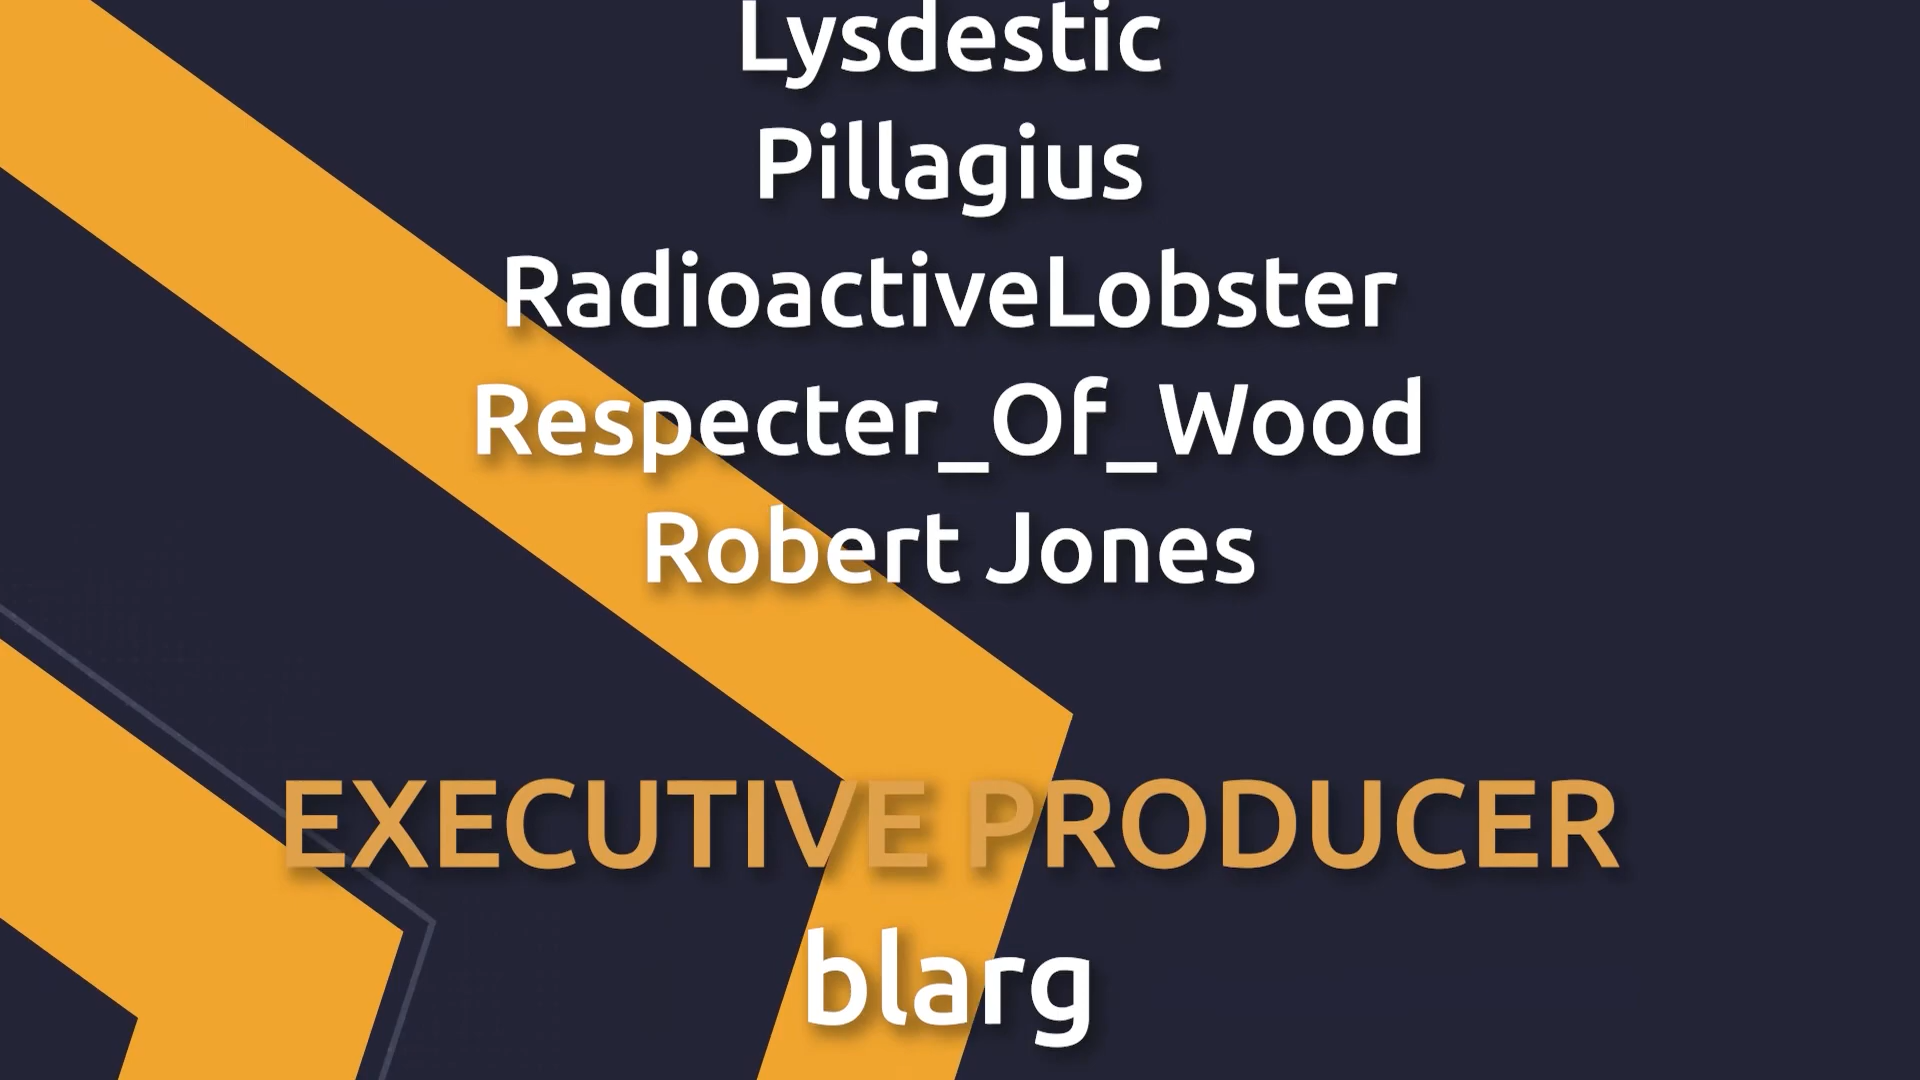 Lysdestic
Pillagius
RadioactiveLobster
Respecter_Of_Wood
Robert Jones
EXECUTIVE PRODUCER
blarg